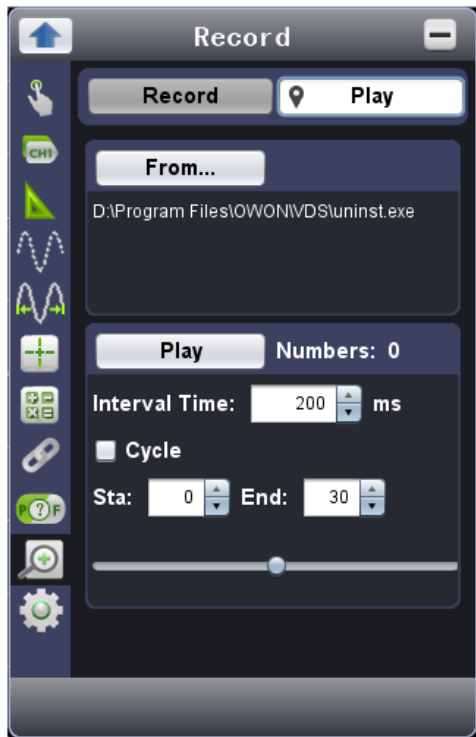 Record
Record
Play
CH1
From...
D:\Program Files\OWON\VDS\uninst.exe
Play Numbers: 0
Interval Time: 200 ms
Cycle
P?F
Sta: 0 End: 30